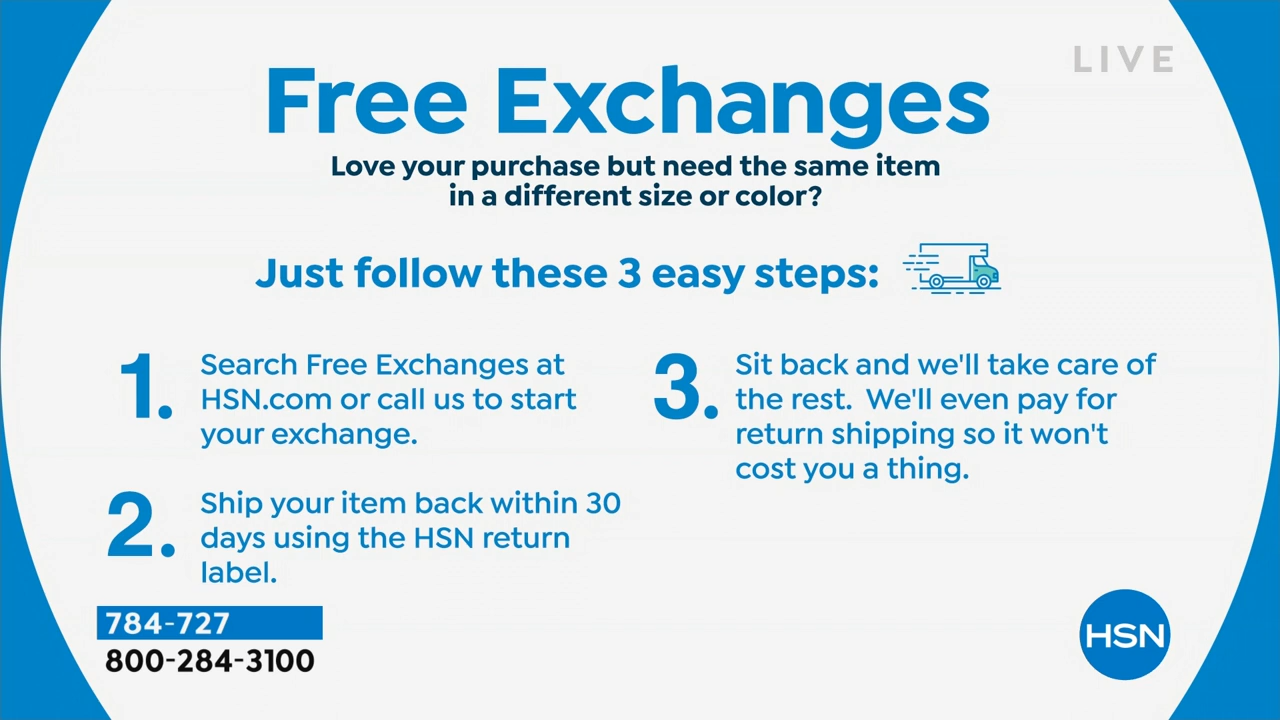 LIVE
Free Exchanges
Love your purchase but need the same item
in a different size or color?
Just follow these 3 easy steps:
1. Search Free Exchanges at
HSN.com or call us to start
your exchange.
2. Ship your item back within 30
days using the HSN return
label.
3. Sit back and we'll take care of
the rest. We'll even pay for
return shipping so it won't
cost you a thing.
784-727
800-284-3100
HSN